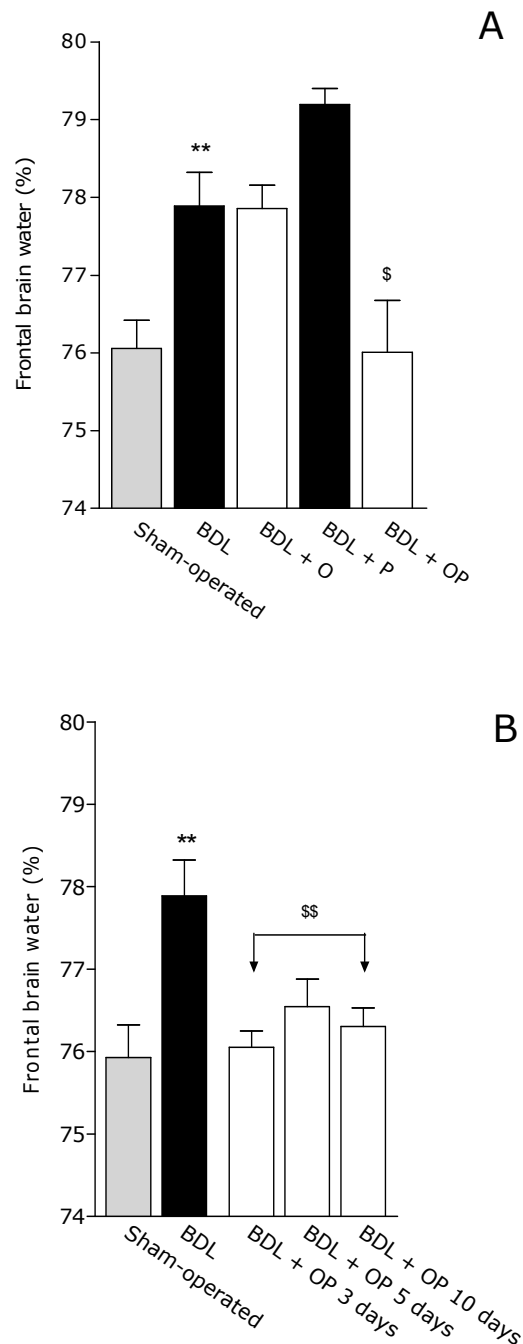 A
Frontal brain water (%)
80
79
78
77
76
75
74
**
$
Sham-operated
BDL
BDL + O
BDL + P
BDL + OP
B
Frontal brain water (%)
80
79
78
77
76
75
74
**
$$
Sham-operated
BDL
BDL + OP 3 days
BDL + OP 5 days
BDL + OP 10 days